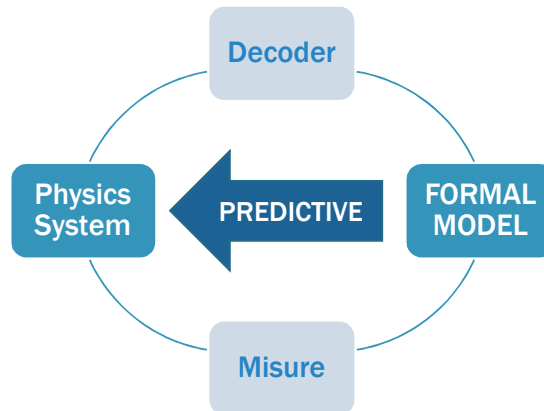 Decoder
Physics
System
PREDICTIVE
FORMAL
MODEL
Misure